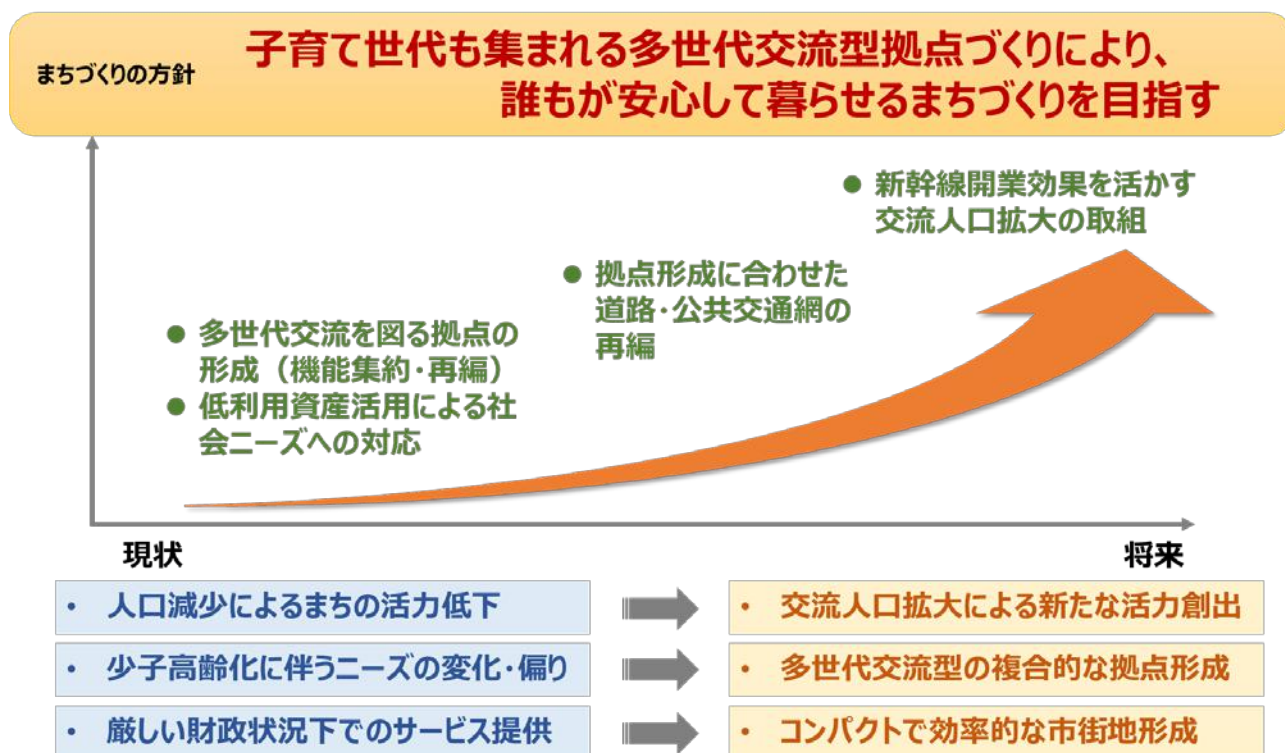 まちづくりの方針
子育て世代も集まれる多世代交流型拠点づくりにより、
誰もが安心して暮らせるまちづくりを目指す
● 新幹線開業効果を活かす
交流人口拡大の取組
● 拠点形成に合わせた
道路・公共交通網の
再編
● 多世代交流を図る拠点の
形成（機能集約・再編）
● 低利用資産活用による社
会ニーズへの対応
現状
将来
• 人口減少によるまちの活力低下
• 交流人口拡大による新たな活力創出
• 少子高齢化に伴うニーズの変化・偏り
• 多世代交流型の複合的な拠点形成
• 厳しい財政状況下でのサービス提供
• コンパクトで効率的な市街地形成